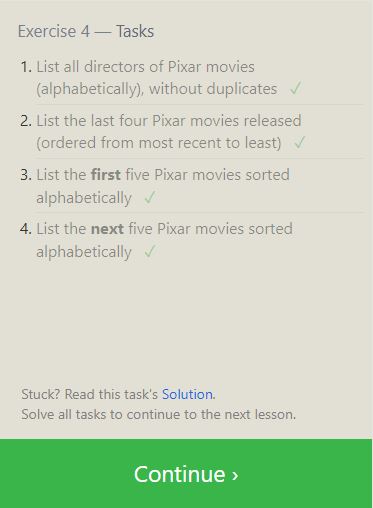 Exercise 4 — Tasks
1. List all directors of Pixar movies
(alphabetically), without duplicates ✓
2. List the last four Pixar movies released
(ordered from most recent to least) ✓
3. List the first five Pixar movies sorted
alphabetically ✓
4. List the next five Pixar movies sorted
alphabetically ✓
Stuck? Read this task's Solution.
Solve all tasks to continue to the next lesson.
Continue ›